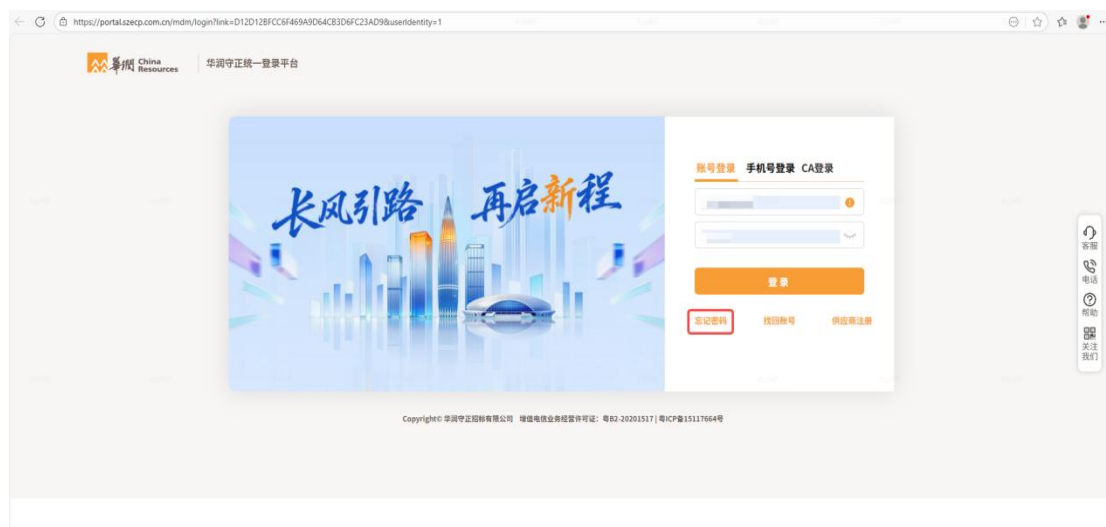 https://portal.szecp.com.cn/mdm/login?link=D12D12BFCC6F469A9D64CB3D6FC23AD9&userIdentity=1
華潤 China Resources 华润守正统一登录平台
长风引路 再启新程
账号登录 手机号登录 CA登录
登录
忘记密码 找回账号 供应商注册
客服
电话
帮助
关注
我们
Copyright© 华润守正招标有限公司 增值电信业务经营许可证：粤B2-20201517 | 粤ICP备15117664号